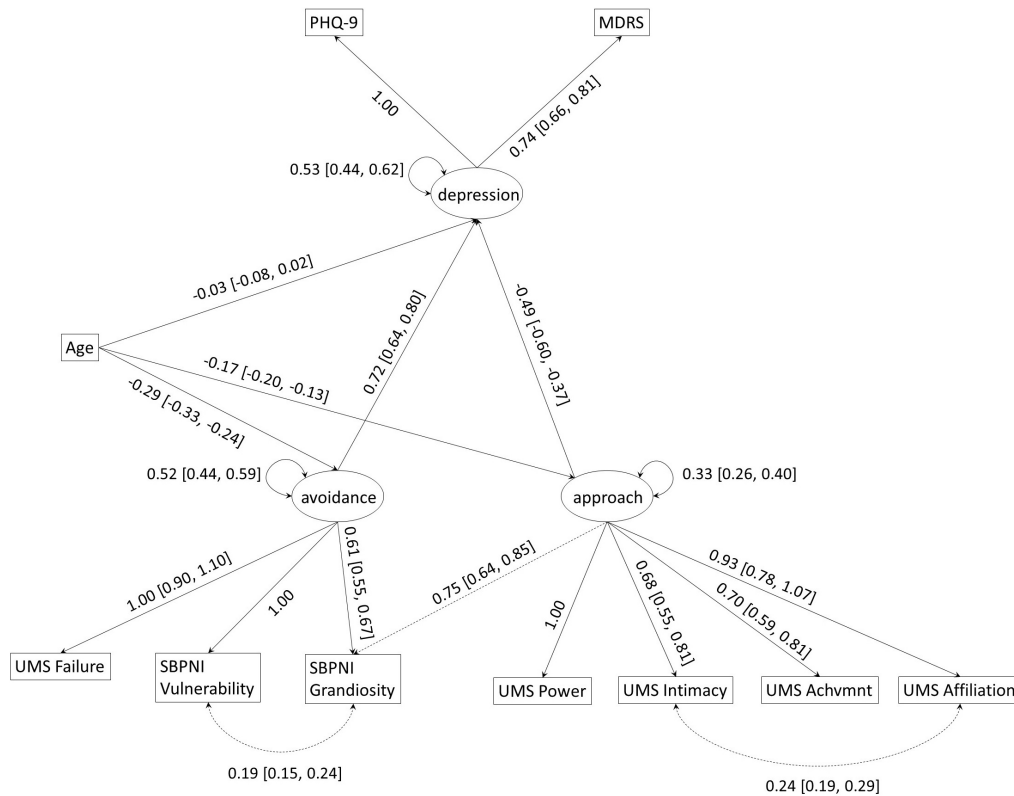 PHQ-9
MDRS
1.00
0.74 [0.66, 0.81]
0.53 [0.44, 0.62]
depression
-0.03 [-0.08, 0.02]
0.72 [0.64, 0.80]
-0.49 [-0.60, -0.37]
Age
-0.17 [-0.20, -0.13]
-0.29 [-0.33, -0.24]
0.52 [0.44, 0.59]
avoidance
approach
0.33 [0.26, 0.40]
1.00 [0.90, 1.10]
1.00
0.61 [0.55, 0.67]
0.75 [0.64, 0.85]
1.00
0.68 [0.55, 0.81]
0.70 [0.59, 0.81]
0.93 [0.78, 1.07]
UMS Failure
SBPNI
Vulnerability
SBPNI
Grandiosity
UMS Power
UMS Intimacy
UMS Achvmnt
UMS Affiliation
0.19 [0.15, 0.24]
0.24 [0.19, 0.29]